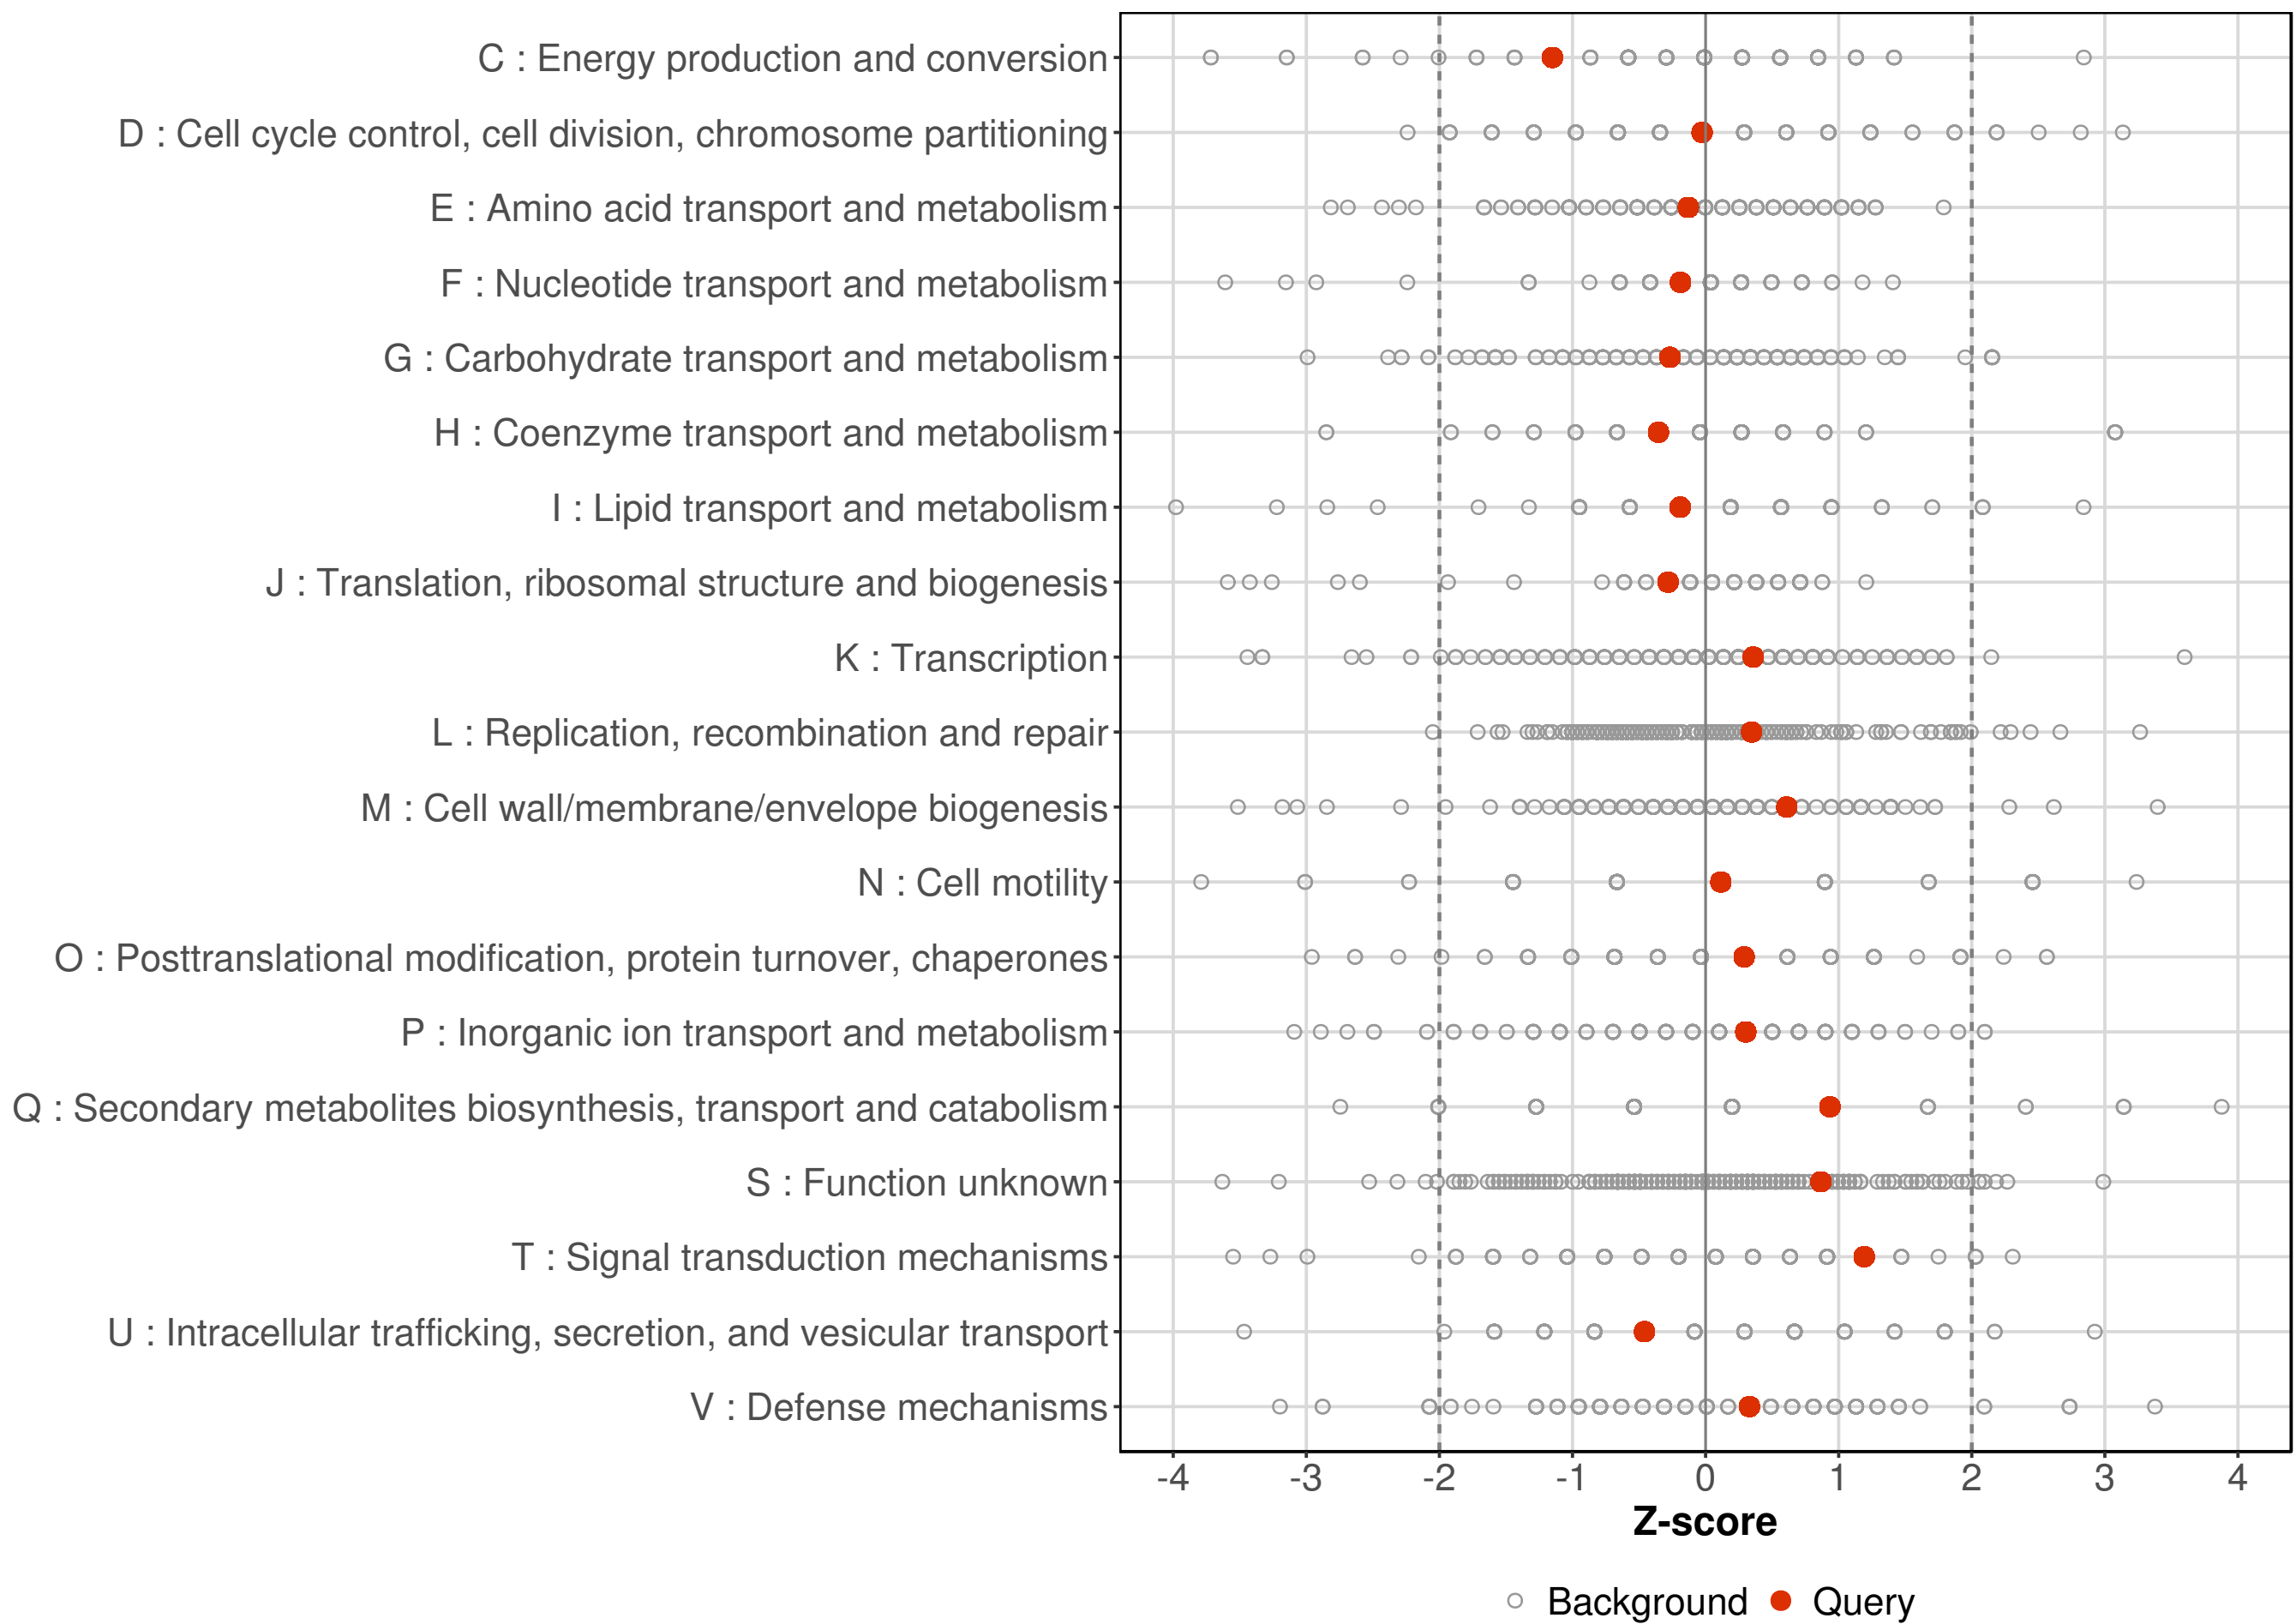 C : Energy production and conversion
D : Cell cycle control, cell division, chromosome partitioning
E : Amino acid transport and metabolism
F : Nucleotide transport and metabolism
G : Carbohydrate transport and metabolism
H : Coenzyme transport and metabolism
I : Lipid transport and metabolism
J : Translation, ribosomal structure and biogenesis
K : Transcription
L : Replication, recombination and repair
M : Cell wall/membrane/envelope biogenesis
N : Cell motility
O : Posttranslational modification, protein turnover, chaperones
P : Inorganic ion transport and metabolism
Q : Secondary metabolites biosynthesis, transport and catabolism
S : Function unknown
T : Signal transduction mechanisms
U : Intracellular trafficking, secretion, and vesicular transport
V : Defense mechanisms
-4 -3 -2 -1 0 1 2 3 4
Z-score
Background Query